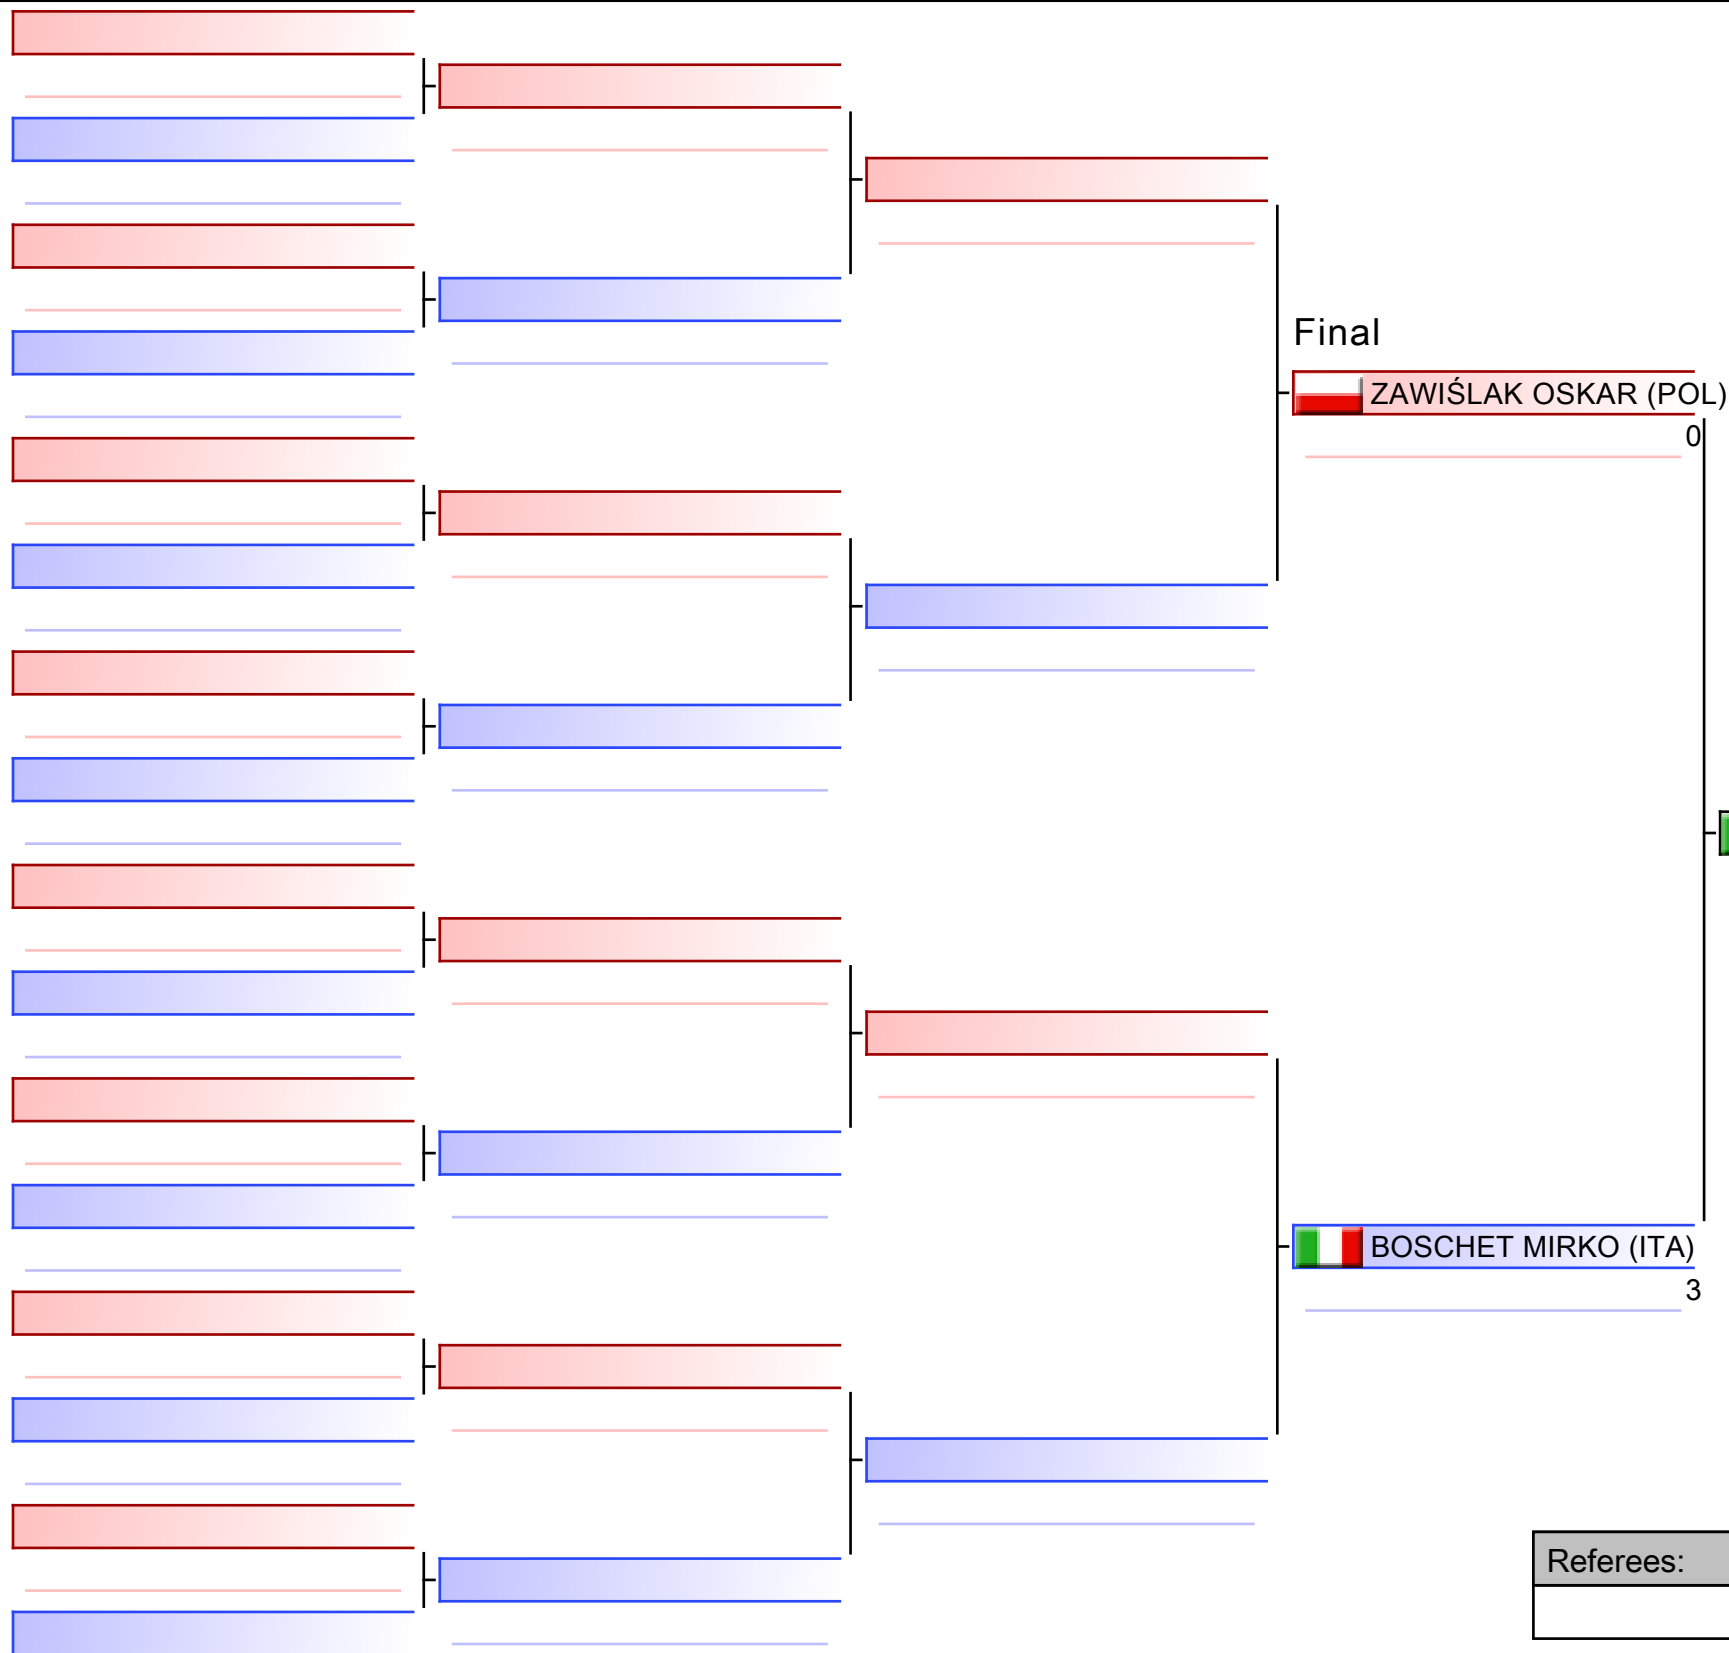 Final
ZAWIŚLAK OSKAR (POL)
0
BOSCHET MIRKO (ITA)
3
Referees: